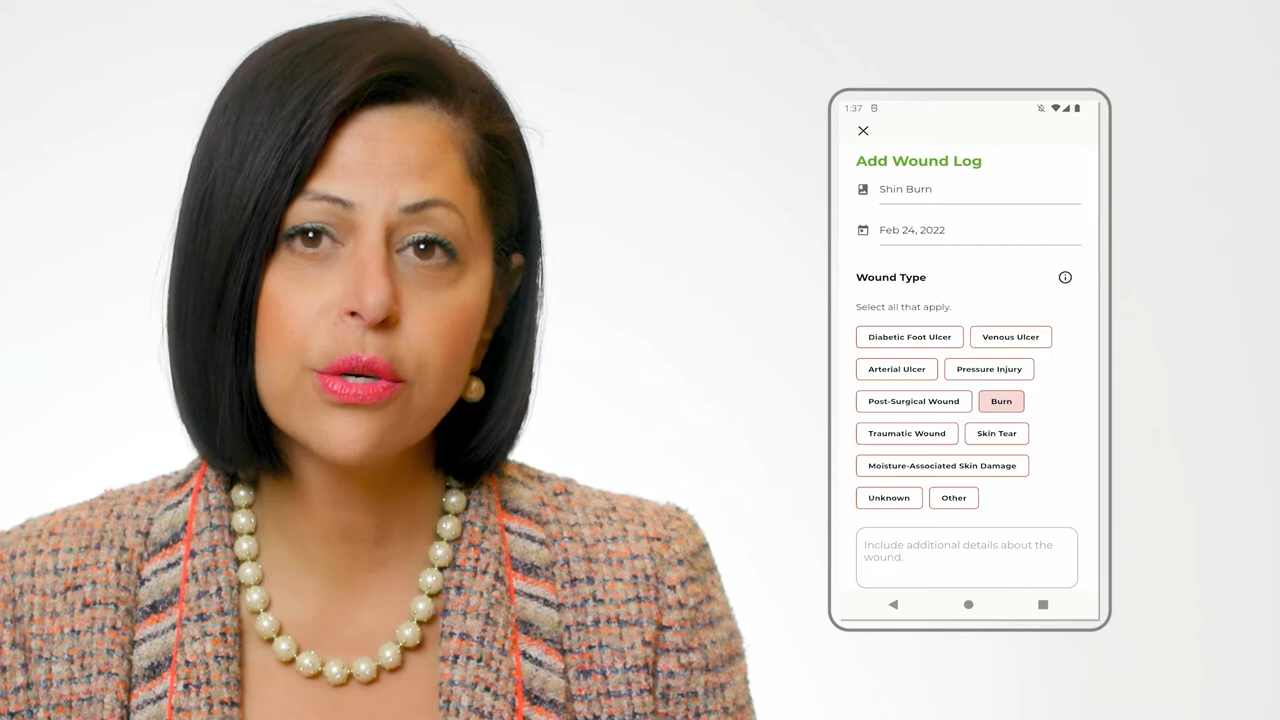 1:37
Add Wound Log
Shin Burn
Feb 24, 2022
Wound Type
Select all that apply.
Diabetic Foot Ulcer Venous Ulcer
Arterial Ulcer Pressure Injury
Post-Surgical Wound Burn
Traumatic Wound Skin Tear
Moisture-Associated Skin Damage
Unknown Other
Include additional details about the
wound.